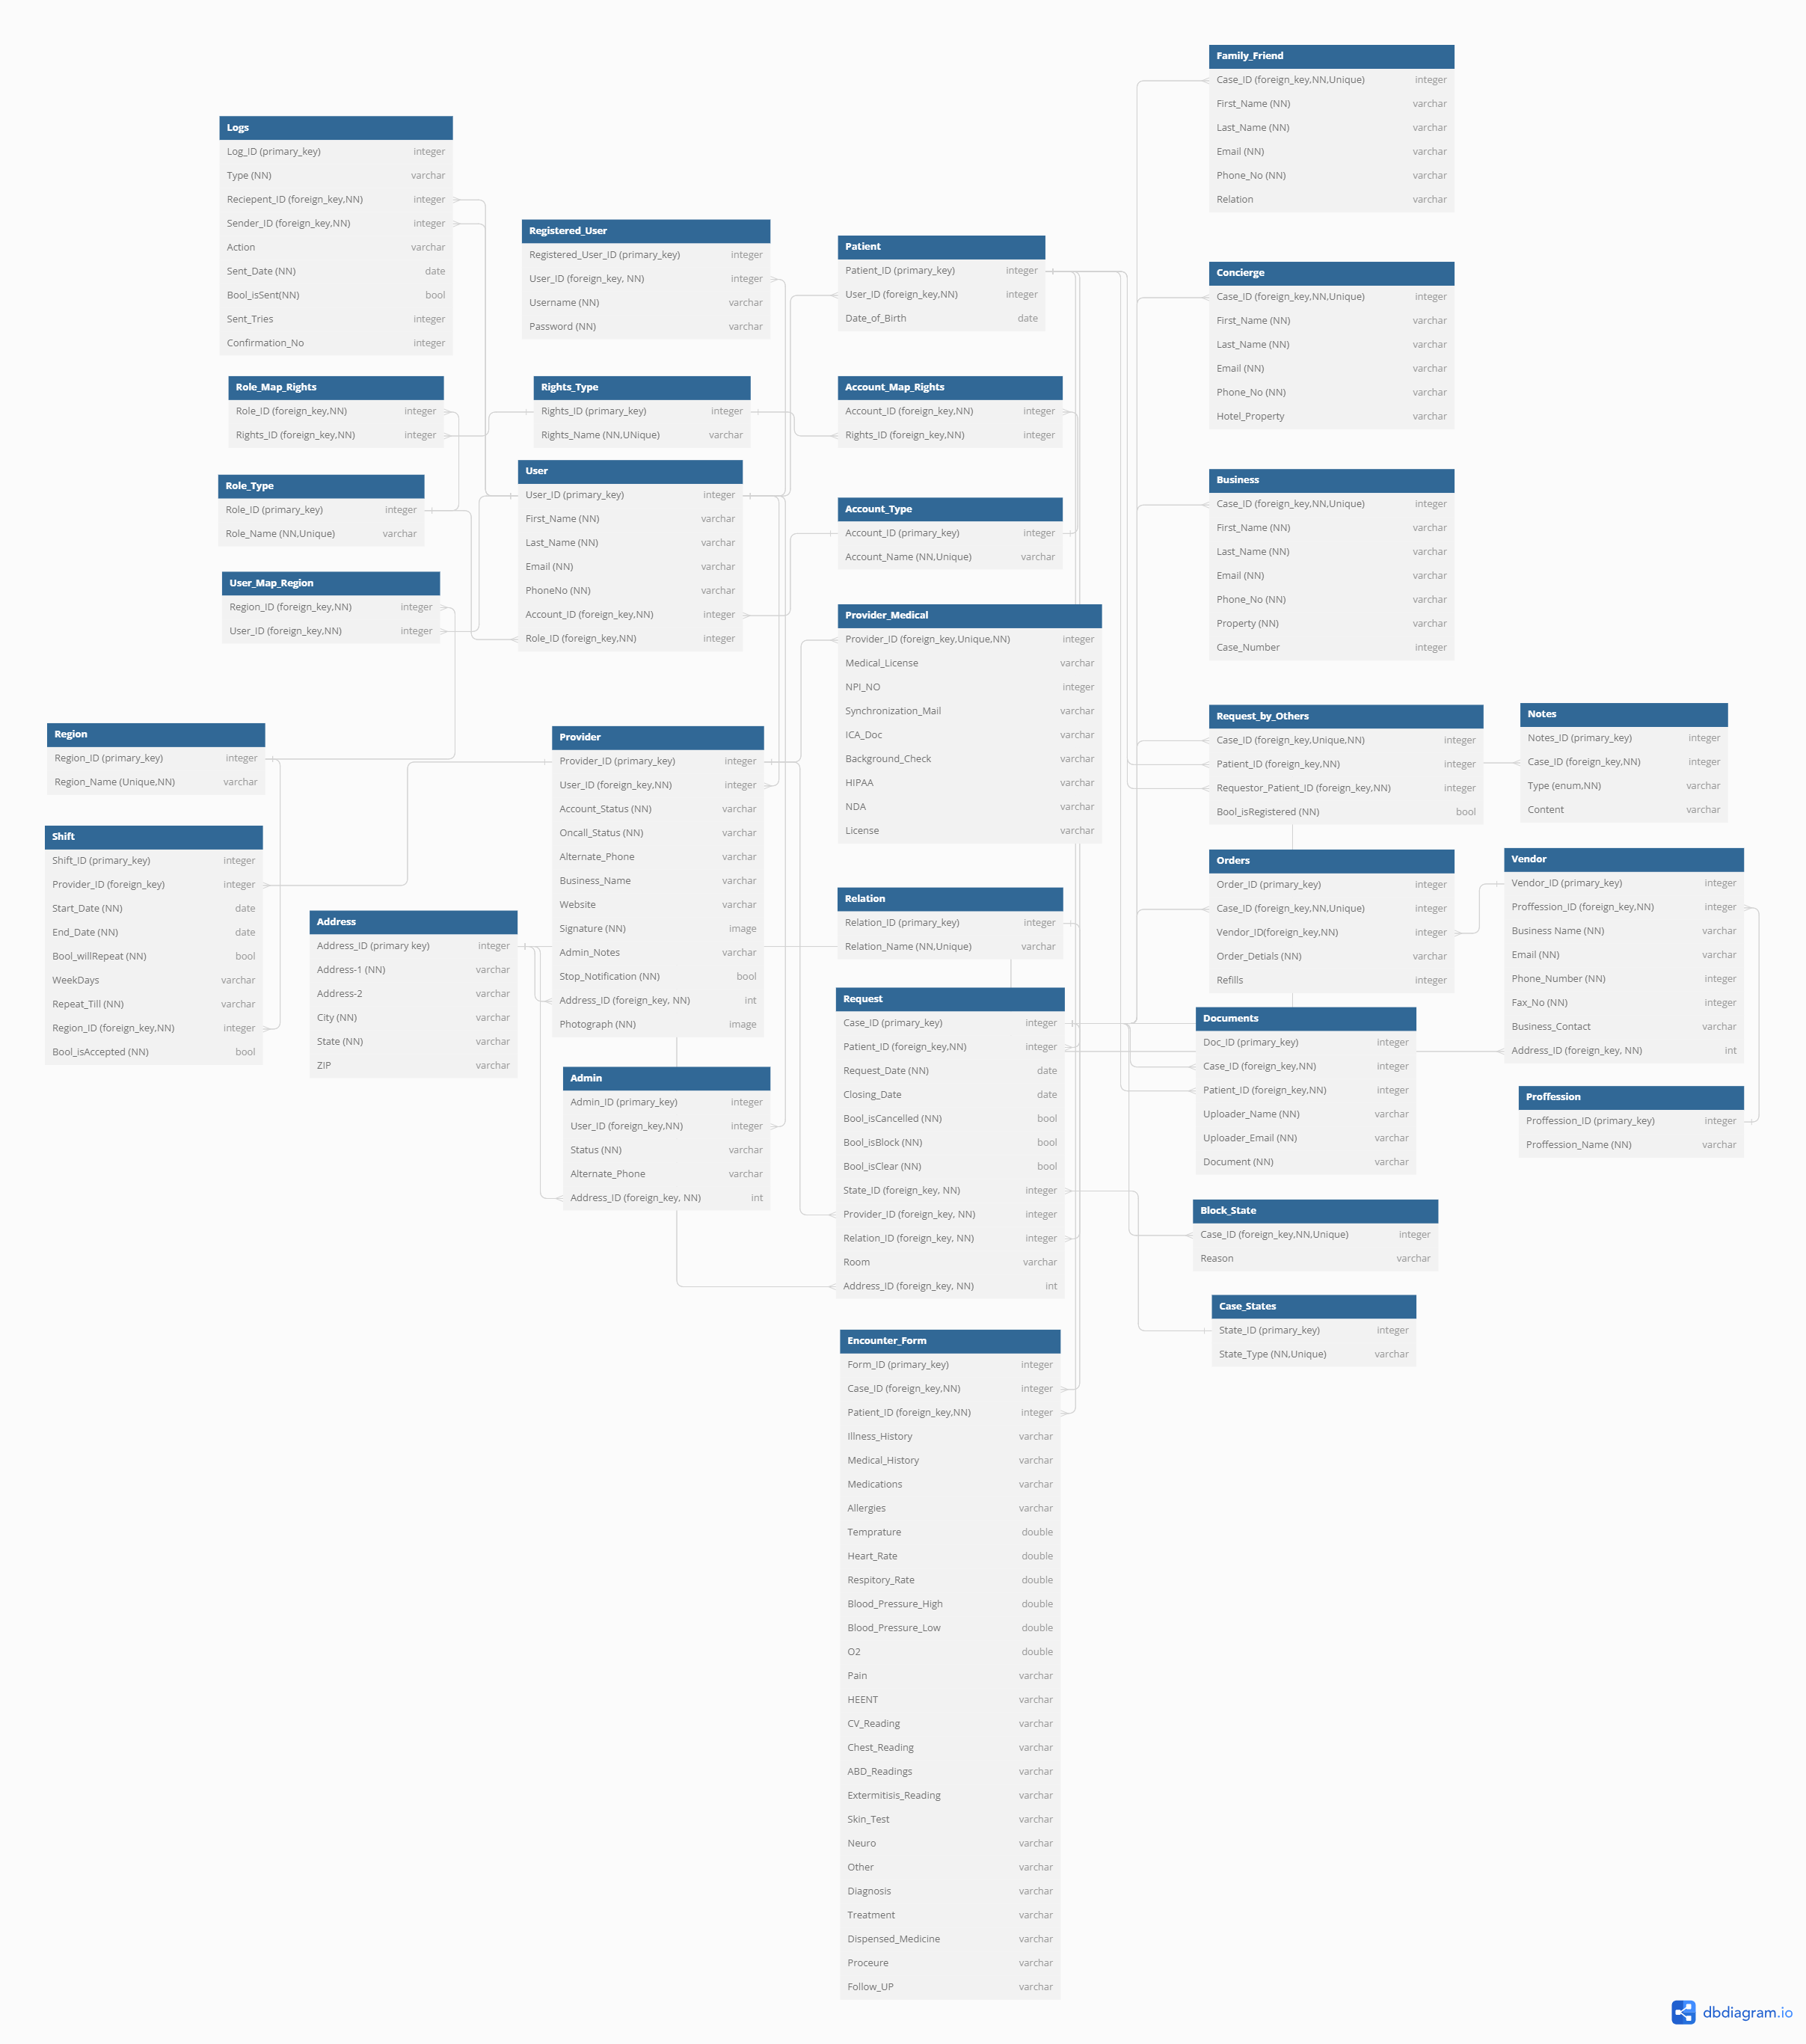 Family_Friend
Case_ID (foreign_key,NN,Unique) integer
First_Name (NN) varchar
Last_Name (NN) varchar
Email (NN) varchar
Phone_No (NN) varchar
Relation varchar
Logs
Log_ID (primary_key) integer
Type (NN) varchar
Reciepent_ID (foreign_key,NN) integer
Sender_ID (foreign_key,NN) integer
Action varchar
Sent_Date (NN) date
Bool_isSent(NN) bool
Sent_Tries integer
Confirmation_No integer
Registered_User
Registered_User_ID (primary_key) integer
User_ID (foreign_key, NN) integer
Username (NN) varchar
Password (NN) varchar
Patient
Patient_ID (primary_key) integer
User_ID (foreign_key,NN) integer
Date_of_Birth date
Concierge
Case_ID (foreign_key,NN,Unique) integer
First_Name (NN) varchar
Last_Name (NN) varchar
Email (NN) varchar
Phone_No (NN) varchar
Hotel_Property varchar
Role_Map_Rights
Role_ID (foreign_key,NN) integer
Rights_ID (foreign_key,NN) integer
Rights_Type
Rights_ID (primary_key) integer
Rights_Name (NN,UNique) varchar
Account_Map_Rights
Account_ID (foreign_key,NN) integer
Rights_ID (foreign_key,NN) integer
Role_Type
Role_ID (primary_key) integer
Role_Name (NN,Unique) varchar
User
User_ID (primary_key) integer
First_Name (NN) varchar
Last_Name (NN) varchar
Email (NN) varchar
PhoneNo (NN) varchar
Account_ID (foreign_key,NN) integer
Role_ID (foreign_key,NN) integer
Account_Type
Account_ID (primary_key) integer
Account_Name (NN,Unique) varchar
Business
Case_ID (foreign_key,NN,Unique) integer
First_Name (NN) varchar
Last_Name (NN) varchar
Email (NN) varchar
Phone_No (NN) varchar
Property (NN) varchar
Case_Number integer
User_Map_Region
Region_ID (foreign_key,NN) integer
User_ID (foreign_key,NN) integer
Provider_Medical
Provider_ID (foreign_key,Unique,NN) integer
Medical_License varchar
NPI_NO integer
Synchronization_Mail varchar
ICA_Doc varchar
Background_Check varchar
HIPAA varchar
NDA varchar
License varchar
Region
Region_ID (primary_key) integer
Region_Name (Unique,NN) varchar
Provider
Provider_ID (primary_key) integer
User_ID (foreign_key,NN) integer
Account_Status (NN) varchar
Oncall_Status (NN) varchar
Alternate_Phone varchar
Business_Name varchar
Website varchar
Signature (NN) image
Admin_Notes varchar
Stop_Notification (NN) bool
Address_ID (foreign_key, NN) int
Photograph (NN) image
Request_by_Others
Case_ID (foreign_key,Unique,NN) integer
Patient_ID (foreign_key,NN) integer
Requestor_Patient_ID (foreign_key,NN) integer
Bool_isRegistered (NN) bool
Notes
Notes_ID (primary_key) integer
Case_ID (foreign_key,NN) integer
Type (enum,NN) varchar
Content varchar
Shift
Shift_ID (primary_key) integer
Provider_ID (foreign_key) integer
Start_Date (NN) date
End_Date (NN) date
Bool_willRepeat (NN) bool
WeekDays varchar
Repeat_Till (NN) varchar
Region_ID (foreign_key,NN) integer
Bool_isAccepted (NN) bool
Address
Address_ID (primary key) integer
Address-1 (NN) varchar
Address-2 varchar
City (NN) varchar
State (NN) varchar
ZIP varchar
Relation
Relation_ID (primary_key) integer
Relation_Name (NN,Unique) varchar
Orders
Order_ID (primary_key) integer
Case_ID (foreign_key,NN,Unique) integer
Vendor_ID(foreign_key,NN) integer
Order_Detials (NN) varchar
Refills integer
Vendor
Vendor_ID (primary_key) integer
Proffession_ID (foreign_key,NN) integer
Business Name (NN) varchar
Email (NN) varchar
Phone_Number (NN) integer
Fax_No (NN) integer
Business_Contact varchar
Address_ID (foreign_key, NN) int
Request
Case_ID (primary_key) integer
Patient_ID (foreign_key,NN) integer
Request_Date (NN) date
Closing_Date date
Bool_isCancelled (NN) bool
Bool_isBlock (NN) bool
Bool_isClear (NN) bool
State_ID (foreign_key, NN) integer
Provider_ID (foreign_key, NN) integer
Relation_ID (foreign_key, NN) integer
Room varchar
Address_ID (foreign_key, NN) int
Documents
Doc_ID (primary_key) integer
Case_ID (foreign_key,NN) integer
Patient_ID (foreign_key,NN) integer
Uploader_Name (NN) varchar
Uploader_Email (NN) varchar
Document (NN) varchar
Admin
Admin_ID (primary_key) integer
User_ID (foreign_key,NN) integer
Status (NN) varchar
Alternate_Phone varchar
Address_ID (foreign_key, NN) int
Proffession
Proffession_ID (primary_key) integer
Proffession_Name (NN) varchar
Block_State
Case_ID (foreign_key,NN,Unique) integer
Reason varchar
Case_States
State_ID (primary_key) integer
State_Type (NN,Unique) varchar
Encounter_Form
Form_ID (primary_key) integer
Case_ID (foreign_key,NN) integer
Patient_ID (foreign_key,NN) integer
Illness_History varchar
Medical_History varchar
Medications varchar
Allergies varchar
Temprature double
Heart_Rate double
Respitory_Rate double
Blood_Pressure_High double
Blood_Pressure_Low double
O2 double
Pain varchar
HEENT varchar
CV_Reading varchar
Chest_Reading varchar
ABD_Readings varchar
Extermitisis_Reading varchar
Skin_Test varchar
Neuro varchar
Other varchar
Diagnosis varchar
Treatment varchar
Dispensed_Medicine varchar
Proceure varchar
Follow_UP varchar
dbdiagram.io